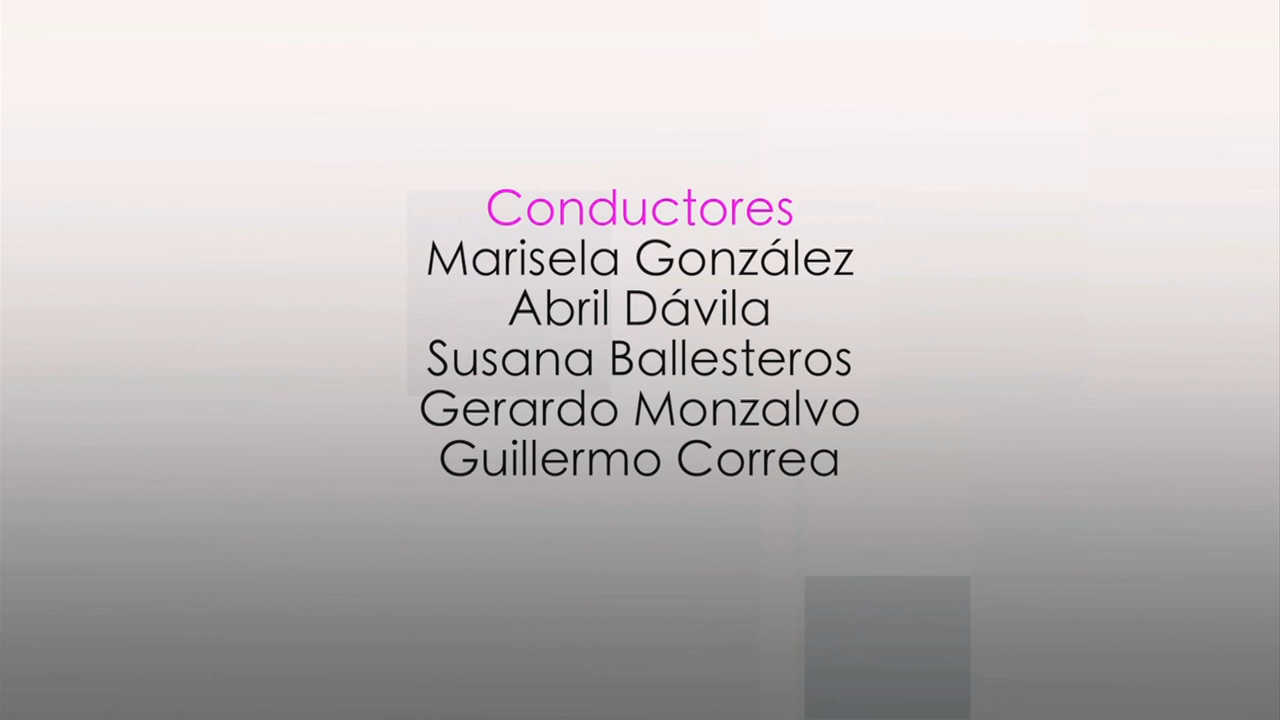 Conductores
Marisela González
Abril Dávila
Susana Ballesteros
Gerardo Monzalvo
Guillermo Correa